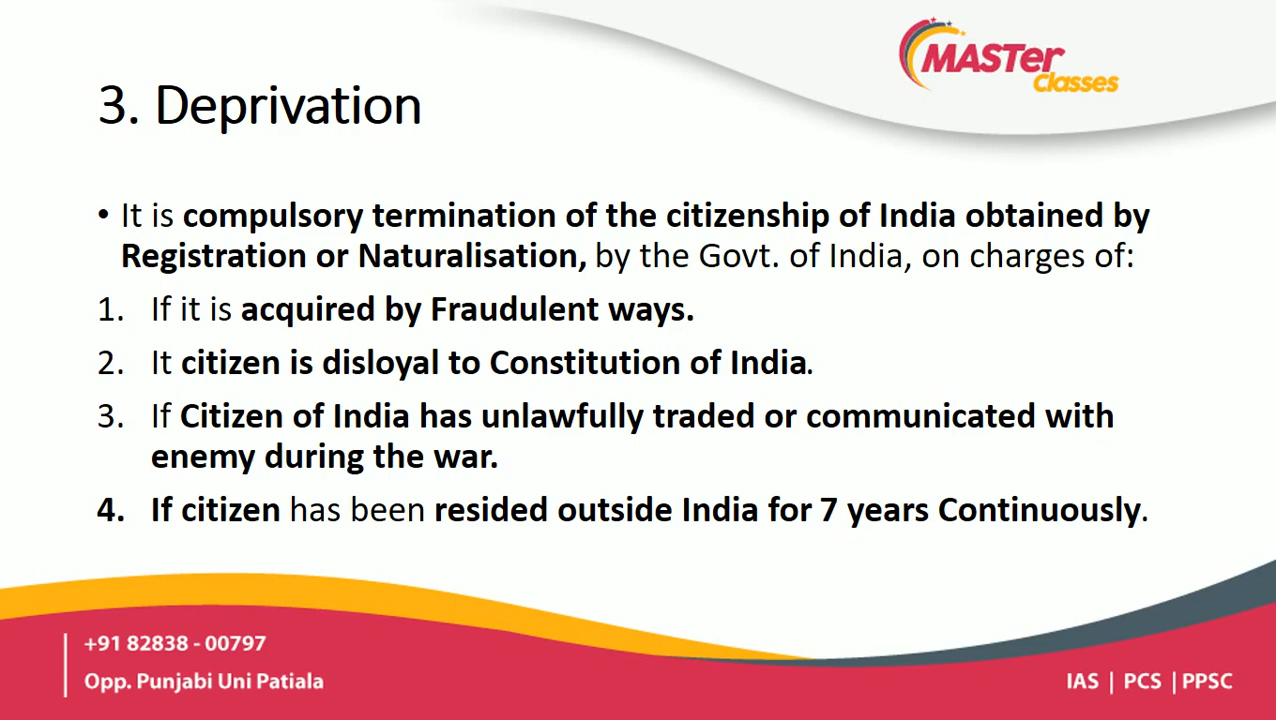 MASTer
Classes
3. Deprivation
• It is compulsory termination of the citizenship of India obtained by
Registration or Naturalisation, by the Govt. of India, on charges of:
1. If it is acquired by Fraudulent ways.
2. It citizen is disloyal to Constitution of India.
3. If Citizen of India has unlawfully traded or communicated with
enemy during the war.
4. If citizen has been resided outside India for 7 years Continuously.
+91 82838 - 00797
Opp. Punjabi Uni Patiala
IAS | PCS | PPSC